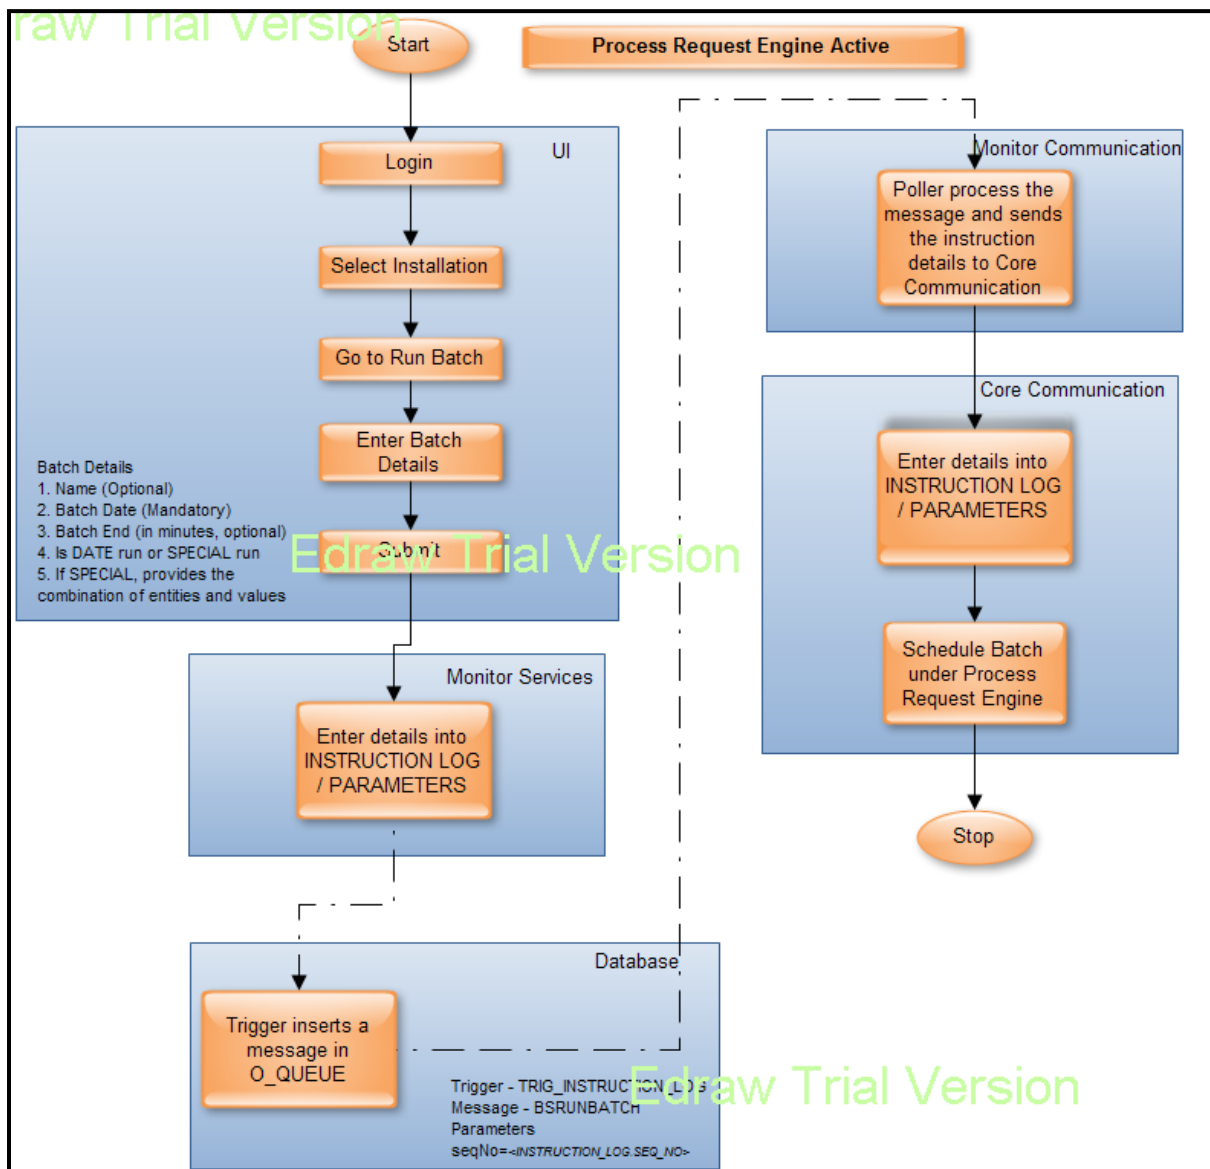 raw Trial Version
Start
Process Request Engine Active
UI
Login
Select Installation
Go to Run Batch
Enter Batch
Details
Submit
Batch Details
1. Name (Optional)
2. Batch Date (Mandatory)
3. Batch End (in minutes, optional)
4. Is DATE run or SPECIAL run
5. If SPECIAL, provides the
combination of entities and values
Edraw Trial Version
Monitor Services
Enter details into
INSTRUCTION LOG
/ PARAMETERS
Database
Trigger inserts a
message in
O_QUEUE
Trigger - TRIG_INSTRUCTION_LOG
Message - BSRUNBATCH
Parameters
seqNo=<INSTRUCTION_LOG.SEQ_NO>
Edraw Trial Version
Monitor Communication
Poller process the
message and sends
the instruction
details to Core
Communication
Core Communication
Enter details into
INSTRUCTION LOG
/ PARAMETERS
Schedule Batch
under Process
Request Engine
Stop